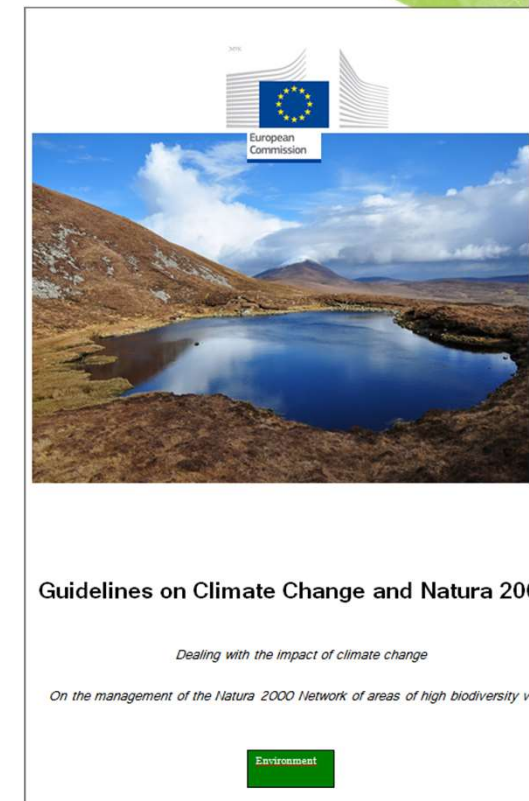 European
Commission
Guidelines on Climate Change and Natura 20
Dealing with the impact of climate change
On the management of the Natura 2000 Network of areas of high biodiversity v
Environment